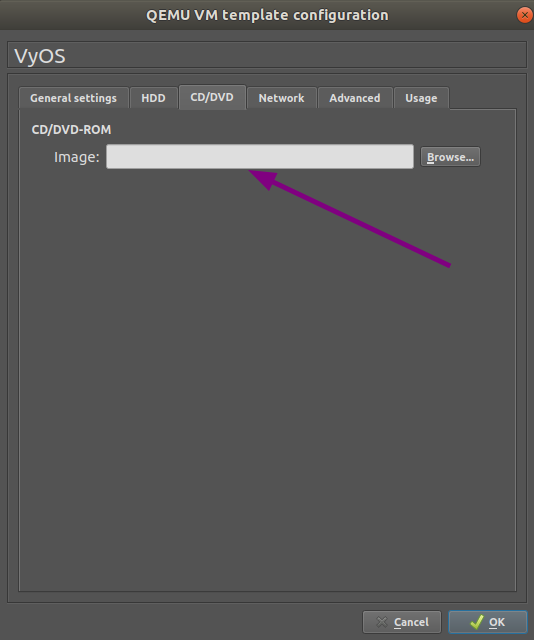 QEMU VM template configuration
VyOS
General settings HDD CD/DVD Network Advanced Usage
CD/DVD-ROM
Image: Browse...
Cancel OK